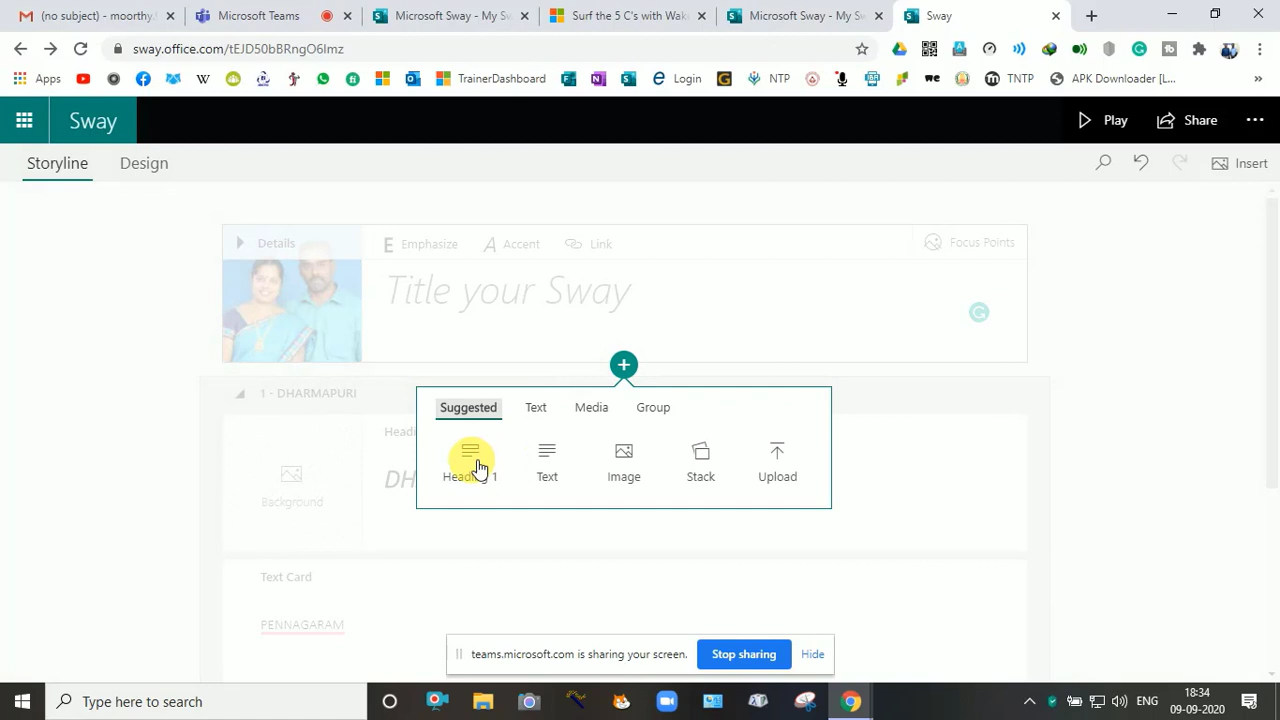 (no subject) - moorthy.s
Microsoft Teams
Microsoft Sway - My Sw
Surf the 5 C's with Wak
Microsoft Sway - My Sw
Sway
sway.office.com/tEJD50bBRngO6Imz
Apps
TrainerDashboard
Login
NTP
TNTP
APK Downloader [L...
»
Sway
Play
Share
Storyline
Design
Insert
Details
E Emphasize
A Accent
Link
Focus Points
Title your Sway
1 - DHARMAPURI
Suggested
Text
Media
Group
Headi
Background
DH
Heading 1
Text
Image
Stack
Upload
Text Card
PENNAGARAM
teams.microsoft.com is sharing your screen.
Stop sharing
Hide
Type here to search
ENG
18:34
09-09-2020